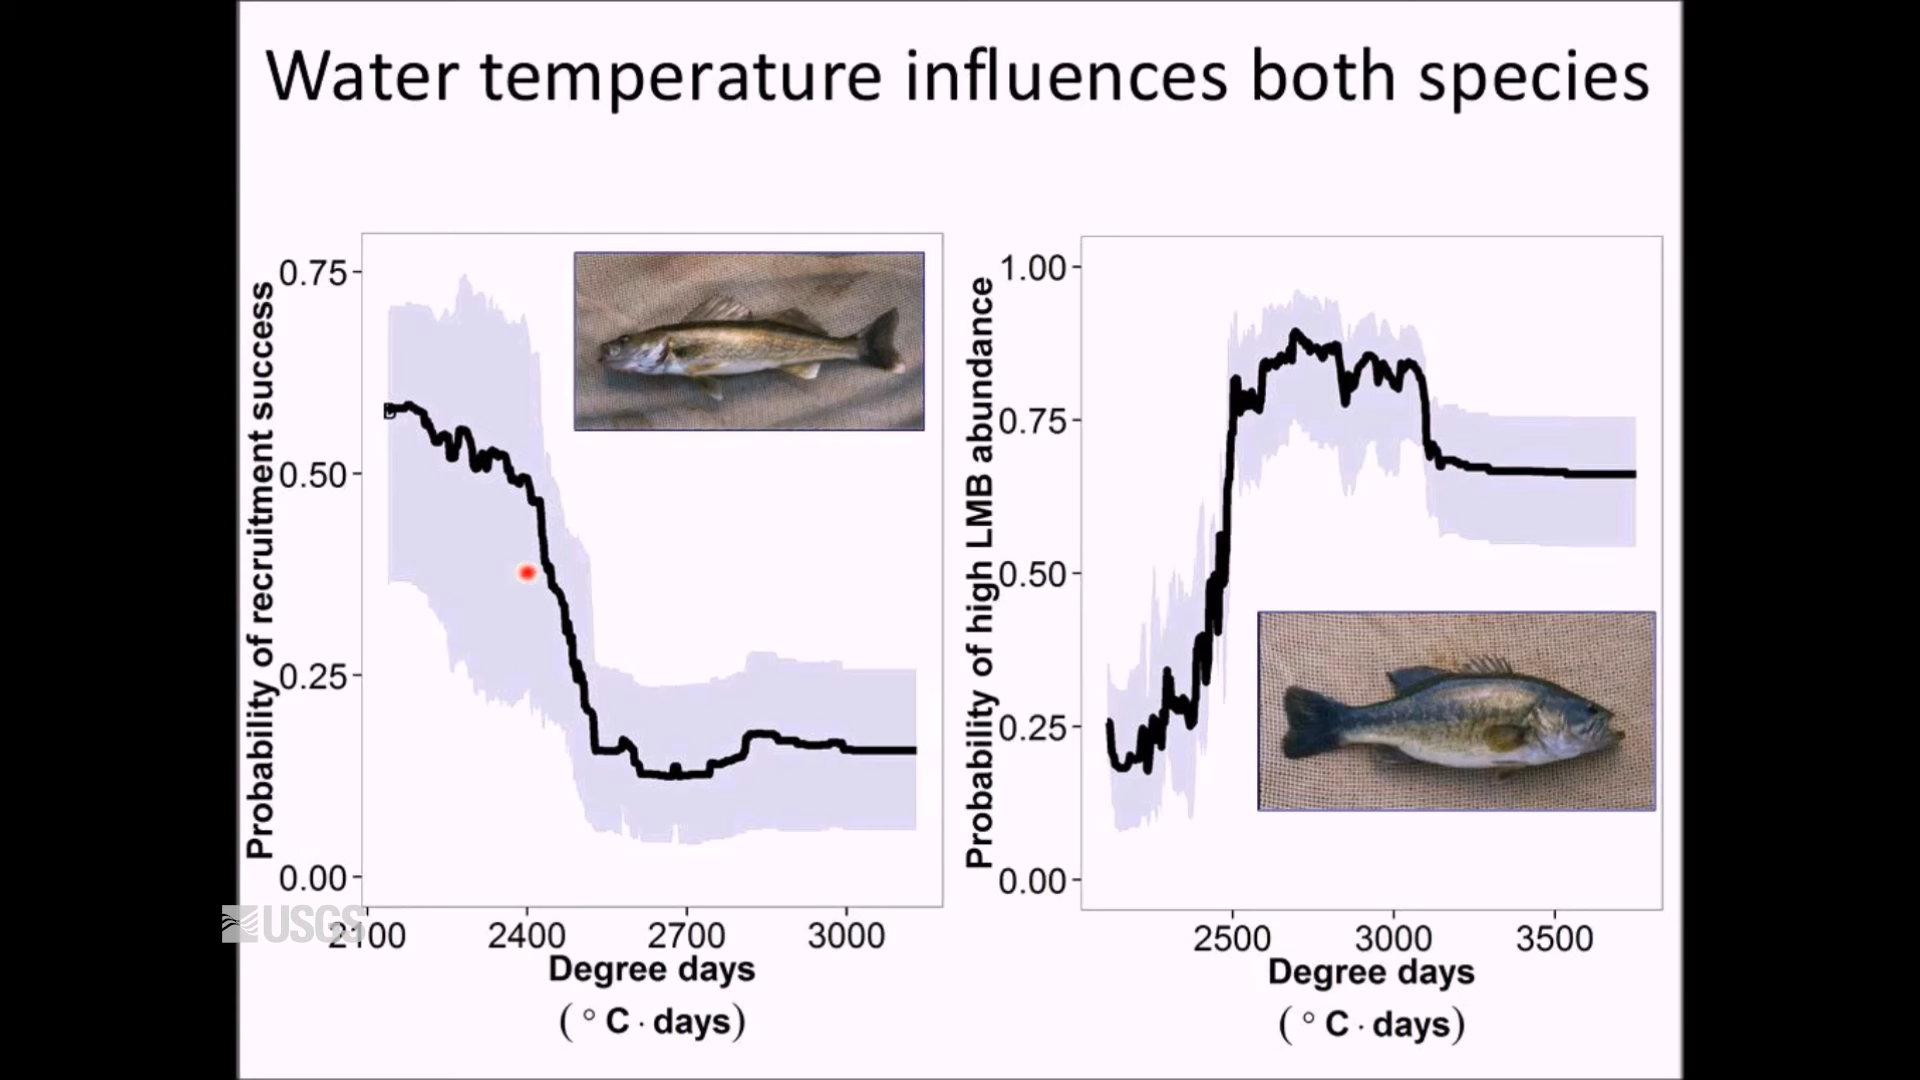 Water temperature influences both species
Probability of recruitment success
0.75
0.50
0.25
0.00
2100 2400 2700 3000
Degree days
(° C · days)
Probability of high LMB abundance
1.00
0.75
0.50
0.25
0.00
2500 3000 3500
Degree days
(° C · days)
USGS